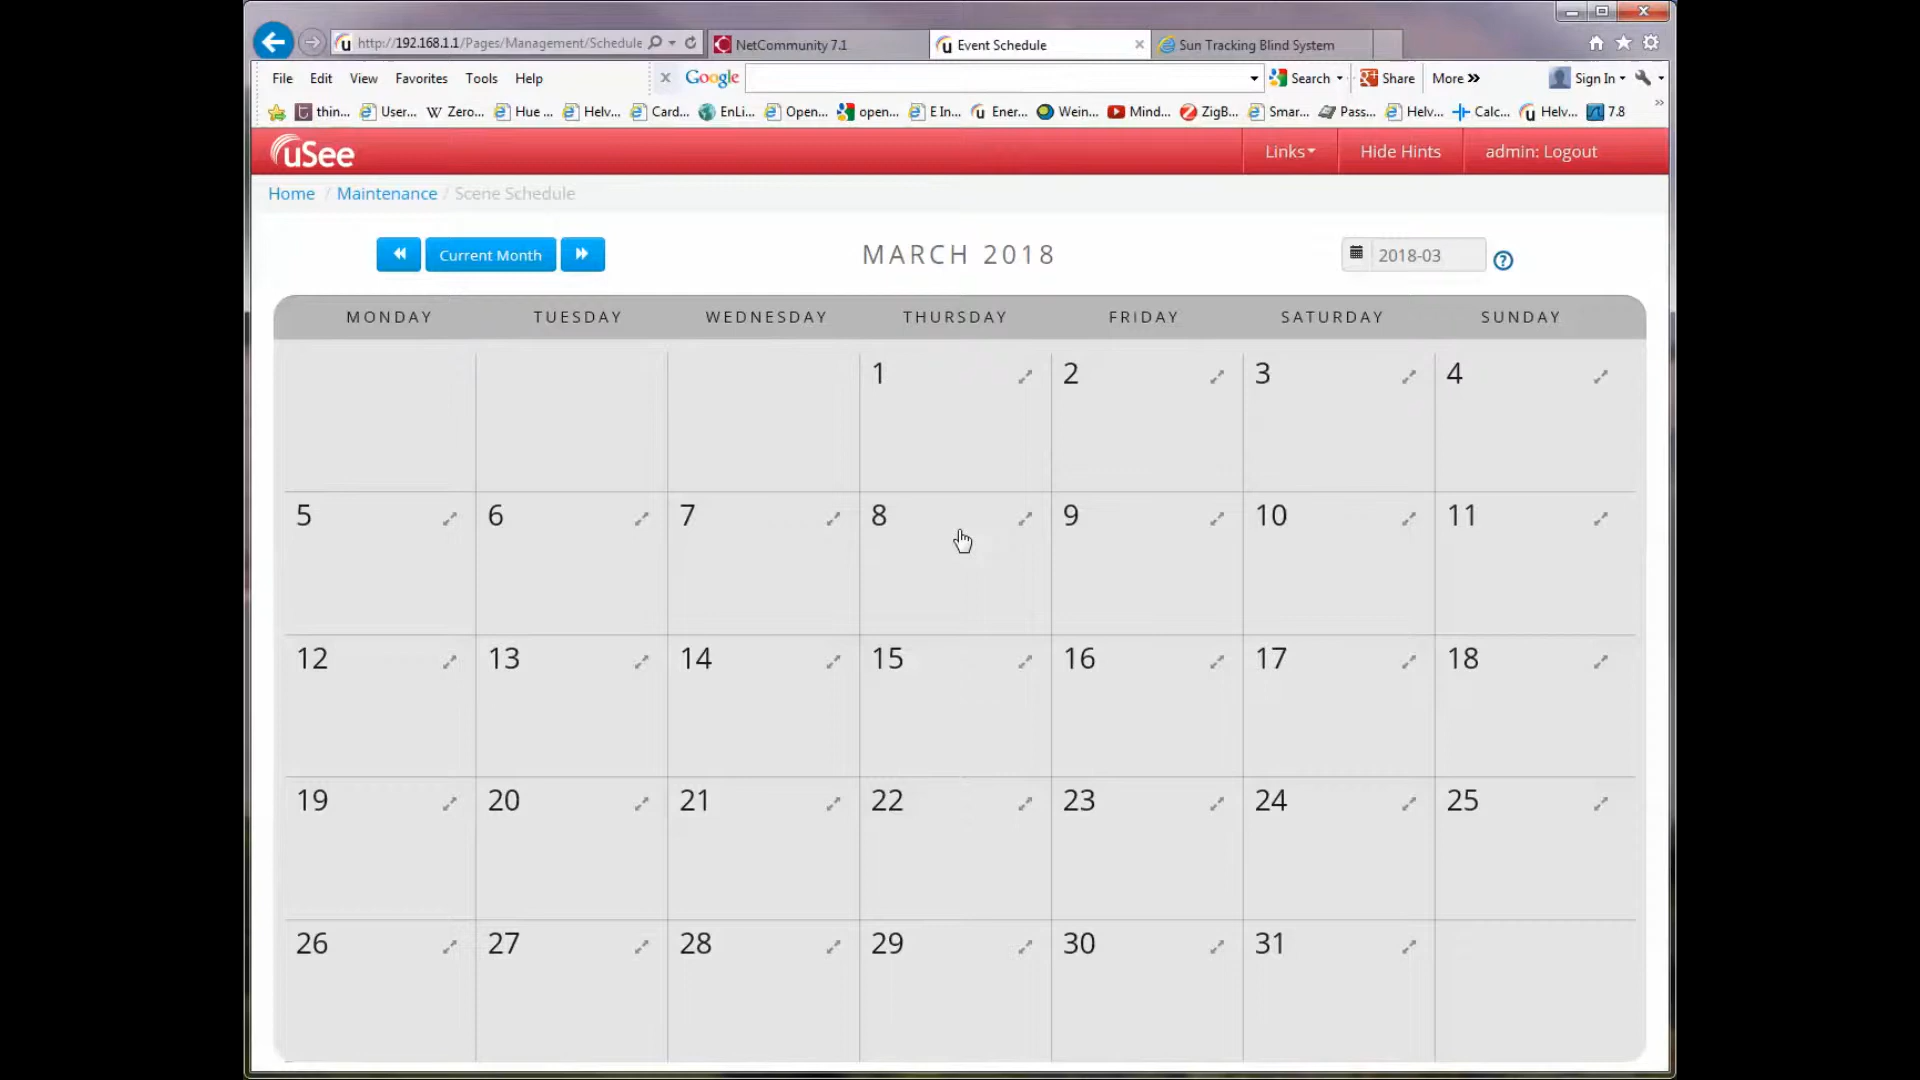 http://192.168.1.1/Pages/Management/Schedule NetCommunity 7.1 Event Schedule Sun Tracking Blind System
File Edit View Favorites Tools Help Google Search Share More Sign In
thin... User... Zero... Hue ... Helv... Card... EnLi... Open... open... E In... Ener... Wein... Mind... ZigB... Smar... Pass... Helv... Calc... Helv... 7.8
uSee Links Hide Hints admin: Logout
Home / Maintenance / Scene Schedule
Current Month MARCH 2018 2018-03
MONDAY TUESDAY WEDNESDAY THURSDAY FRIDAY SATURDAY SUNDAY
1 2 3 4
5 6 7 8 9 10 11
12 13 14 15 16 17 18
19 20 21 22 23 24 25
26 27 28 29 30 31